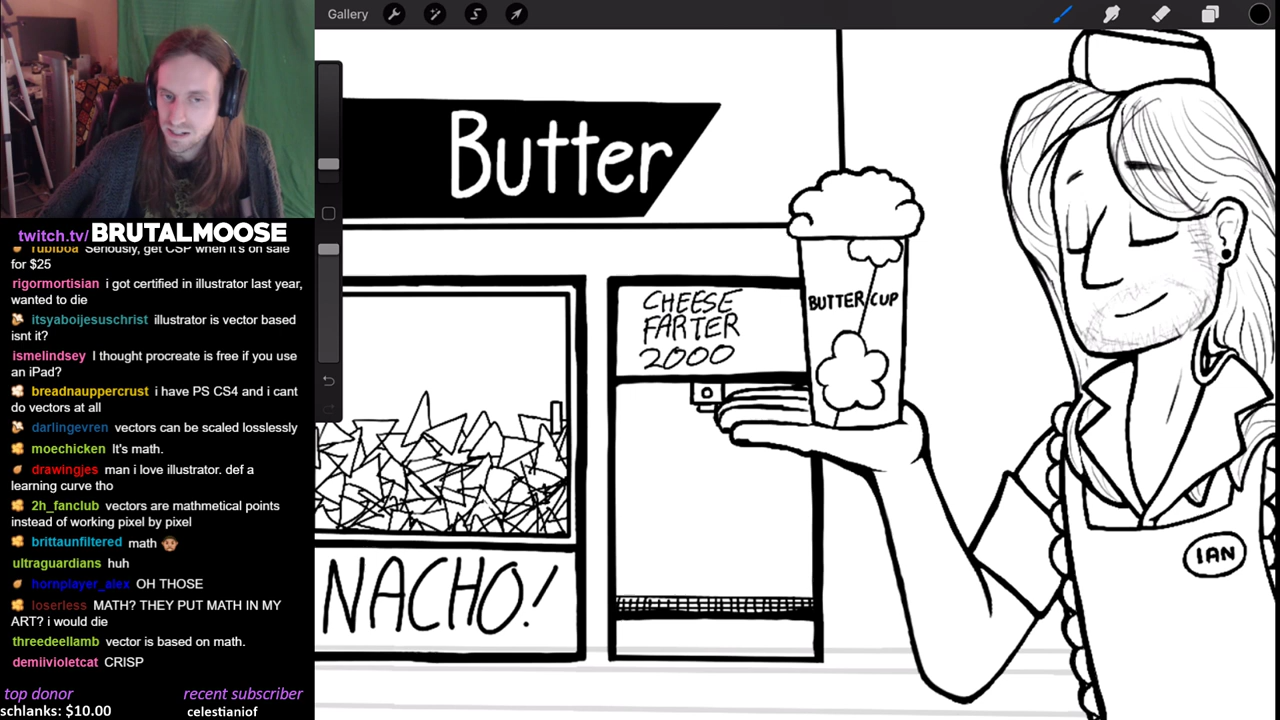 Gallery
twitch.tv/BRUTALMOOSE
rubiboa Seriously, get CSP when it's on sale
for $25
rigormortisian i got certified in illustrator last year,
wanted to die
itsyaboijesuschrist illustrator is vector based
isnt it?
ismelindsey I thought procreate is free if you use
an iPad?
breadnauppercrust i have PS CS4 and i cant
do vectors at all
darlingevren vectors can be scaled losslessly
moechicken It's math.
drawingjes man i love illustrator. def a
learning curve tho
2h_fanclub vectors are mathmetical points
instead of working pixel by pixel
brittaunfiltered math
ultraguardians huh
hornplayer_alex OH THOSE
loserless MATH? THEY PUT MATH IN MY
ART? i would die
threedeellamb vector is based on math.
demiivioletcat CRISP
top donor
schlanks: $10.00
recent subscriber
celestianiof
Butter
CHEESE
FARTER
2000
BUTTER CUP
NACHO!
IAN